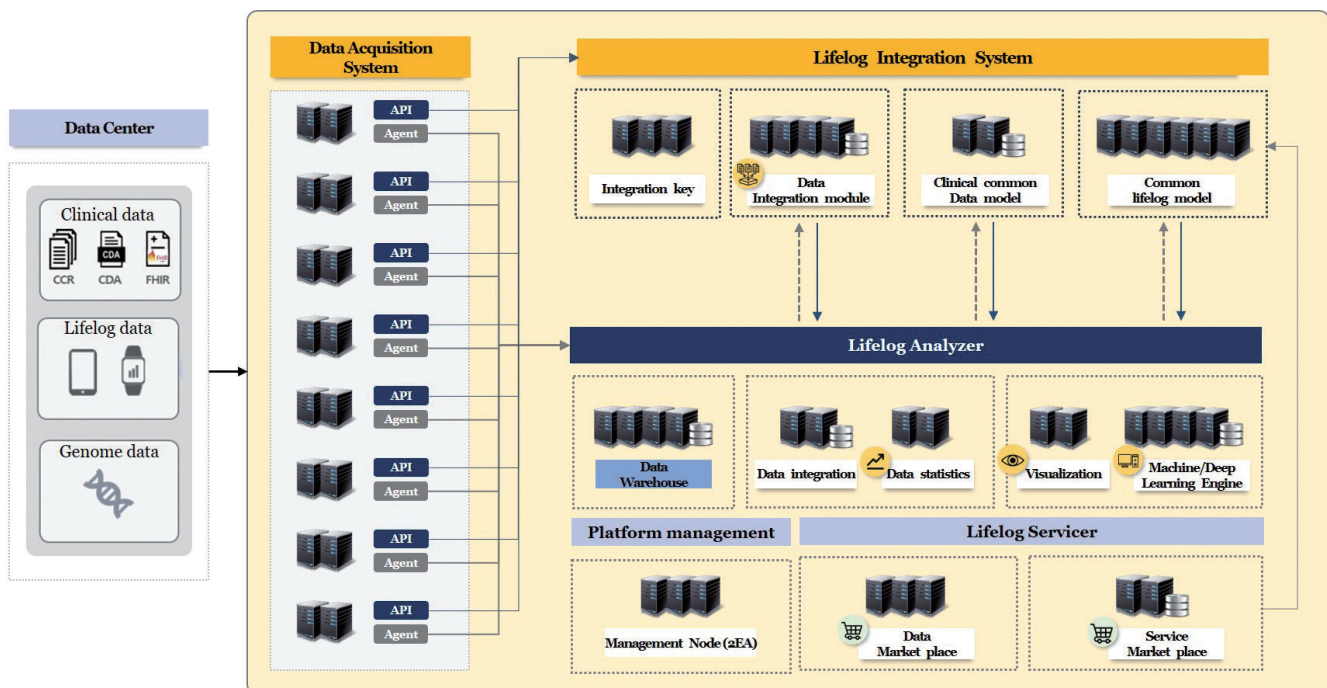 Data Center
Clinical data
CDA
FHIR
CCR
CDA
FHIR
Lifelog data
Genome data
Data Acquisition
System
API
Agent
API
Agent
API
Agent
API
Agent
API
Agent
API
Agent
API
Agent
API
Agent
Lifelog Integration System
Integration key
Data
Integration module
Clinical common
Data model
Common
lifelog model
Lifelog Analyzer
Data
Warehouse
Data integration
Data statistics
Visualization
Machine/Deep
Learning Engine
Platform management
Management Node (2EA)
Lifelog Servicer
Data
Market place
Service
Market place